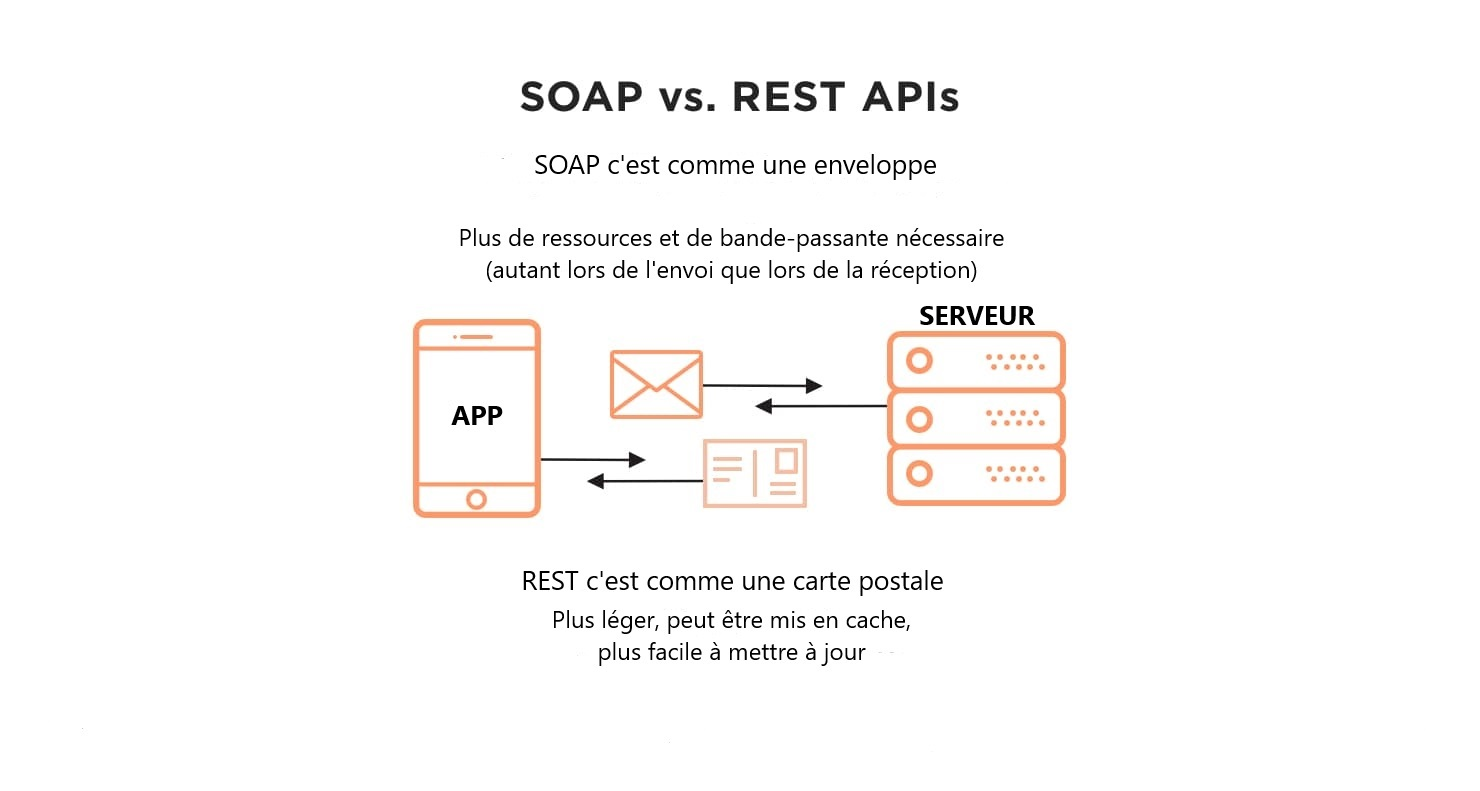 SOAP vs. REST APIs
SOAP c'est comme une enveloppe
Plus de ressources et de bande-passante nécessaire
(autant lors de l'envoi que lors de la réception)
SERVEUR
APP
REST c'est comme une carte postale
Plus léger, peut être mis en cache,
plus facile à mettre à jour